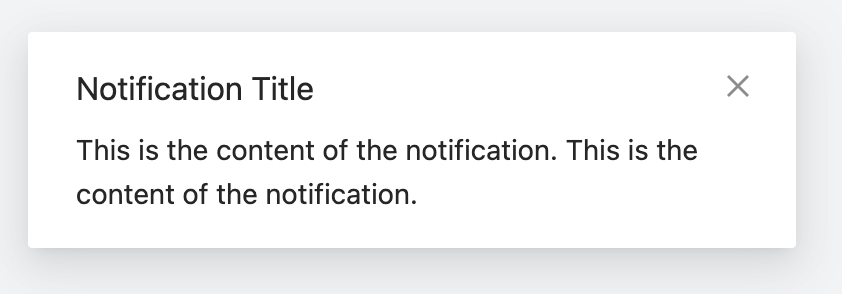 Notification Title
This is the content of the notification. This is the
content of the notification.